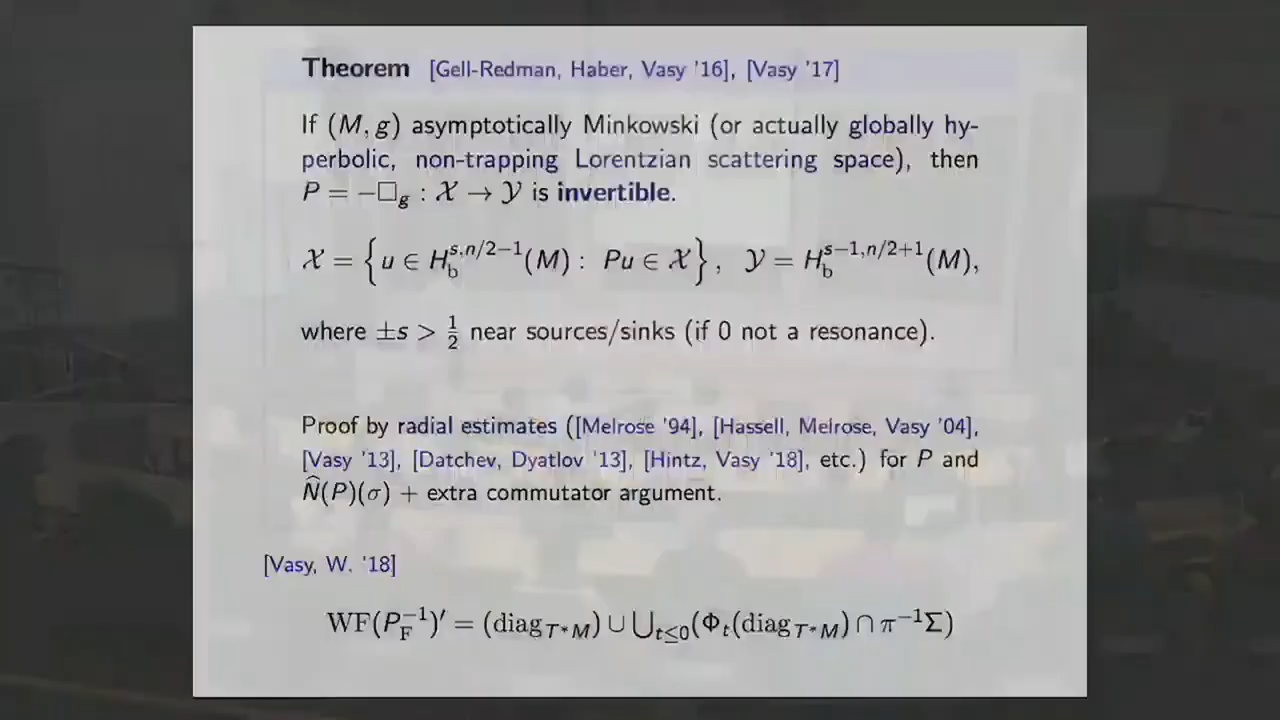 Theorem [Gell-Redman, Haber, Vasy '16], [Vasy '17]
If (M, g) asymptotically Minkowski (or actually globally hy-
perbolic, non-trapping Lorentzian scattering space), then
P = −□_g : 𝒳 → 𝒴 is invertible.
𝒳 = {u ∈ H_b^{s,n/2−1}(M) : Pu ∈ 𝒳}, 𝒴 = H_b^{s−1,n/2+1}(M),
where ±s > 1/2 near sources/sinks (if 0 not a resonance).
Proof by radial estimates ([Melrose '94], [Hassell, Melrose, Vasy '04],
[Vasy '13], [Datchev, Dyatlov '13], [Hintz, Vasy '18], etc.) for P and
N̂(P)(σ) + extra commutator argument.
[Vasy, W. '18]
WF(P_F^{−1})′ = (diag_{T*M}) ∪ ⋃_{t≤0}(Φ_t(diag_{T*M}) ∩ π^{−1}Σ)